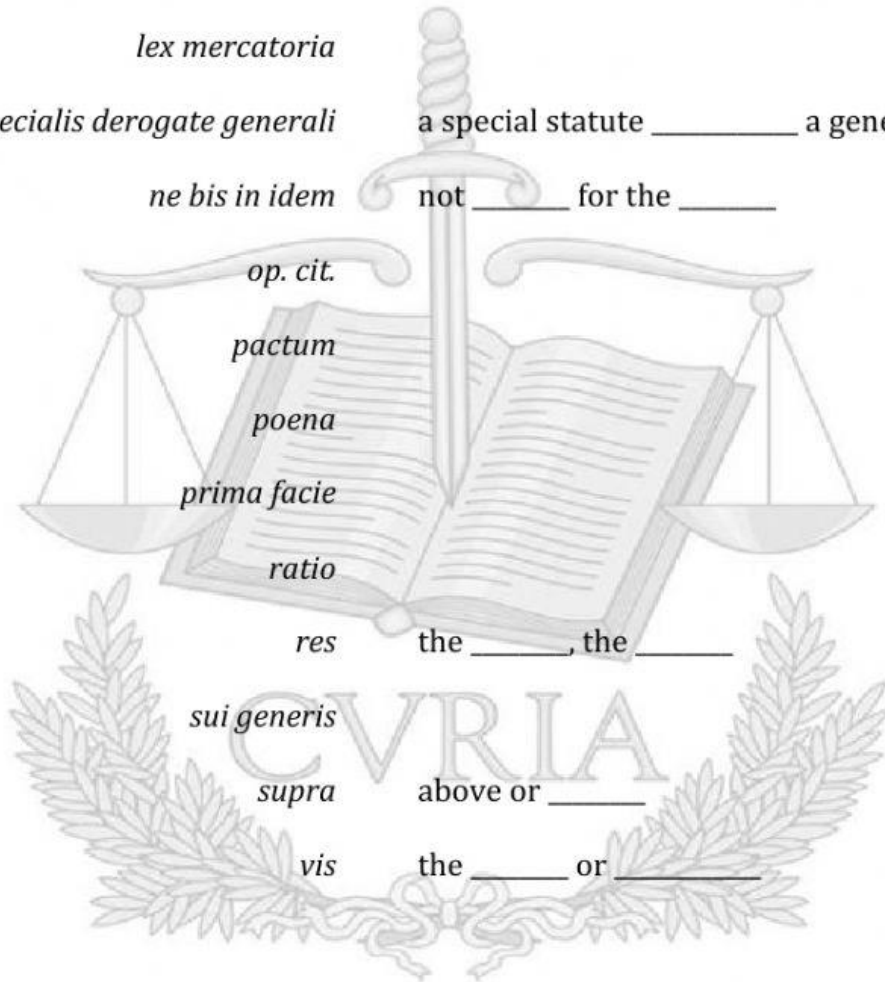 lex mercatoria
ecialis derogate generali a special statute __________ a gene
ne bis in idem not _______ for the _______
op. cit.
pactum
poena
prima facie
ratio
res the _______, the _______
sui generis
CVRIA
supra above or _______
vis the _______ or __________